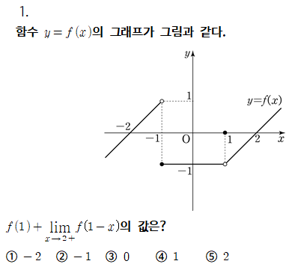 1.
함수 y=f(x)의 그래프가 그림과 같다.
y
1
y=f(x)
-2
-1
O
1
2
x
-1
f(1)+ lim f(1-x)의 값은?
x→2+
① -2 ② -1 ③ 0 ④ 1 ⑤ 2